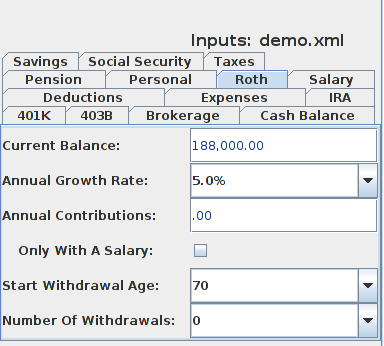 Inputs: demo.xml
Savings Social Security Taxes
Pension Personal Roth Salary
Deductions Expenses IRA
401K 403B Brokerage Cash Balance
Current Balance: 188,000.00
Annual Growth Rate: 5.0%
Annual Contributions: .00
Only With A Salary:
Start Withdrawal Age: 70
Number Of Withdrawals: 0